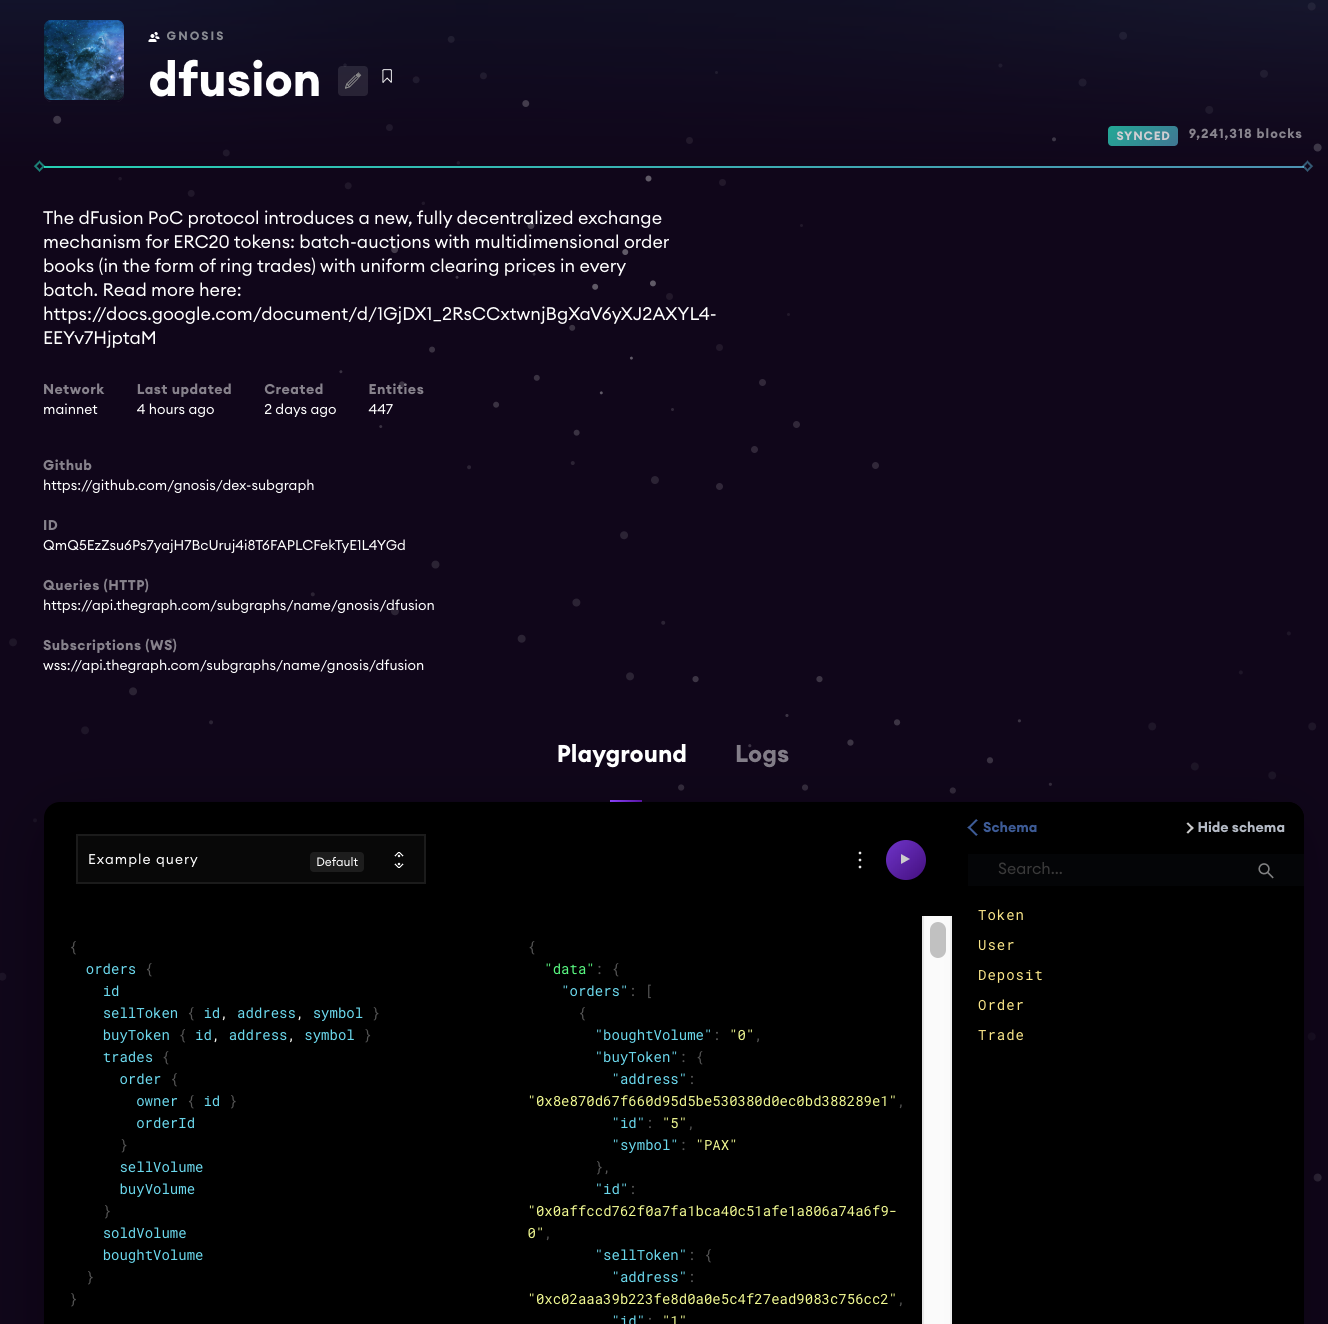 GNOSIS
dfusion
SYNCED 9,241,318 blocks
The dFusion PoC protocol introduces a new, fully decentralized exchange
mechanism for ERC20 tokens: batch-auctions with multidimensional order
books (in the form of ring trades) with uniform clearing prices in every
batch. Read more here:
https://docs.google.com/document/d/1GjDX1_2RsCCxtwnjBgXaV6yXJ2AXYL4-
EEYv7HjptaM
Network Last updated Created Entities
mainnet 4 hours ago 2 days ago 447
Github
https://github.com/gnosis/dex-subgraph
ID
QmQ5EzZsu6Ps7yajH7BcUruj4i8T6FAPLCFekTyE1L4YGd
Queries (HTTP)
https://api.thegraph.com/subgraphs/name/gnosis/dfusion
Subscriptions (WS)
wss://api.thegraph.com/subgraphs/name/gnosis/dfusion
Playground Logs
Example query Default
{
orders {
id
sellToken { id, address, symbol }
buyToken { id, address, symbol }
trades {
order {
owner { id }
orderId
}
sellVolume
buyVolume
}
soldVolume
boughtVolume
}
}
{
"data": {
"orders": [
{
"boughtVolume": "0",
"buyToken": {
"address":
"0x8e870d67f660d95d5be530380d0ec0bd388289e1",
"id": "5",
"symbol": "PAX"
},
"id":
"0x0affccd762f0a7fa1bca40c51afe1a806a74a6f9-
0",
"sellToken": {
"address":
"0xc02aaa39b223fe8d0a0e5c4f27ead9083c756cc2",
"id": "1"
Schema Hide schema
Search...
Token
User
Deposit
Order
Trade